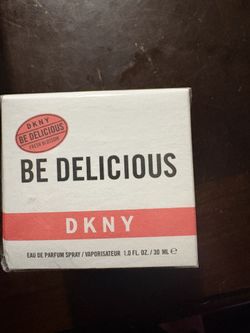 DKNY
BE DELICIOUS
FRESH BLOSSOM
BE DELICIOUS
DKNY
EAU DE PARFUM SPRAY / VAPORISATEUR 1.0 FL. OZ. / 30 ML ℮